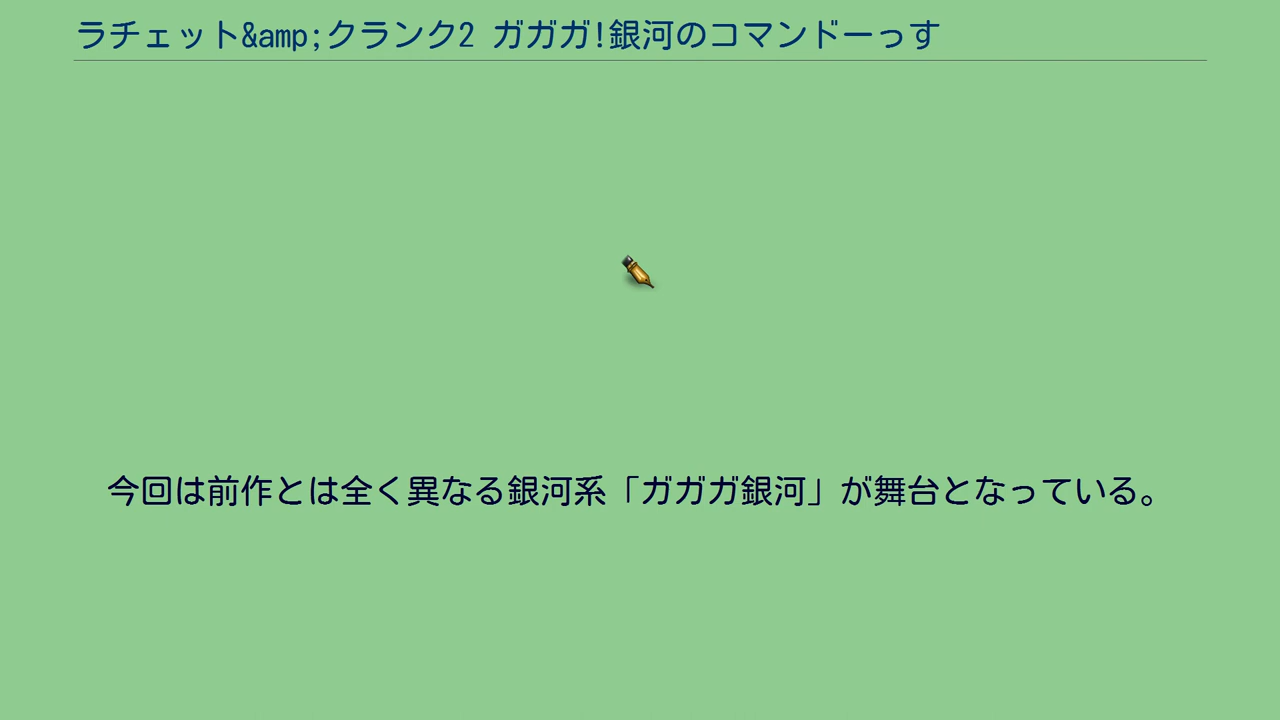 ラチェット&amp;クランク2 ガガガ!銀河のコマンドーっす
今回は前作とは全く異なる銀河系「ガガガ銀河」が舞台となっている。